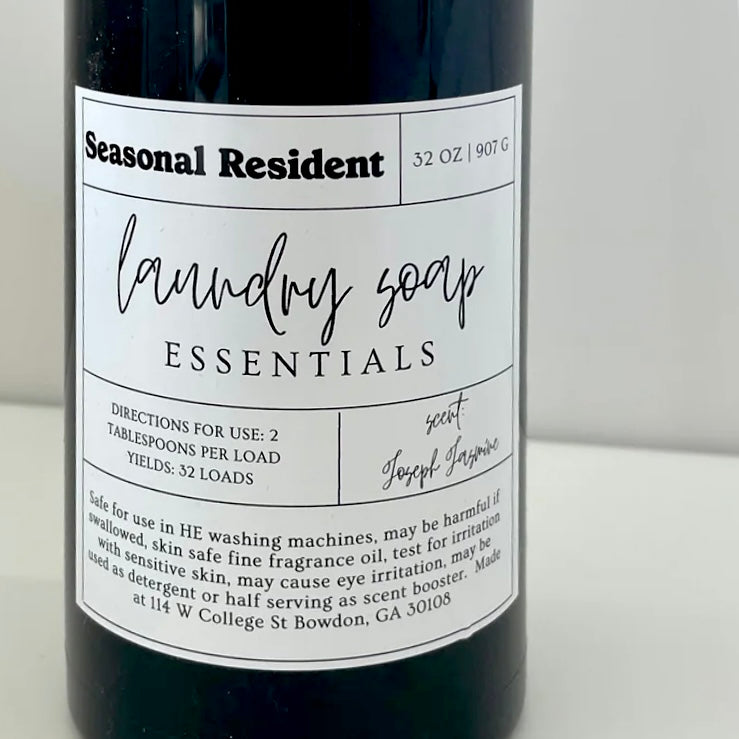 Seasonal Resident
32 OZ | 907 G
laundry soap
ESSENTIALS
DIRECTIONS FOR USE: 2
TABLESPOONS PER LOAD
YIELDS: 32 LOADS
scent:
Joseph Jasmine
Safe for use in HE washing machines, may be harmful if
swallowed, skin safe fine fragrance oil, test for irritation
with sensitive skin, may cause eye irritation, may be
used as detergent or half serving as scent booster. Made
at 114 W College St Bowdon, GA 30108